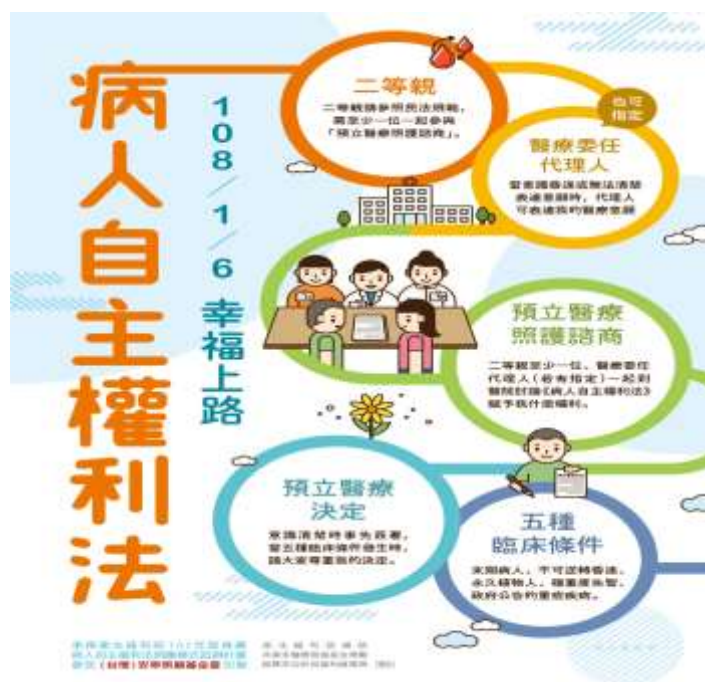 病人自主權利法
108/1/6 幸福上路
二等親
二等親請參照民法規範,
需至少一位一起參與
「預立醫療照護諮商」。
也可
指定
醫療委任
代理人
當意識昏迷或無法清楚
表達意願時,代理人
可表達我的醫療意願
預立醫療
照護諮商
二等親至少一位、醫療委任
代理人(若有指定)一起到
醫院討論《病人自主權利法》
賦予我什麼權利。
預立醫療
決定
意識清楚時事先簽署,
當五種臨床條件發生時,
請大家尊重我的決定。
五種
臨床條件
末期病人、不可逆轉昏迷、
永久植物人、極重度失智、
政府公告的重症疾病。